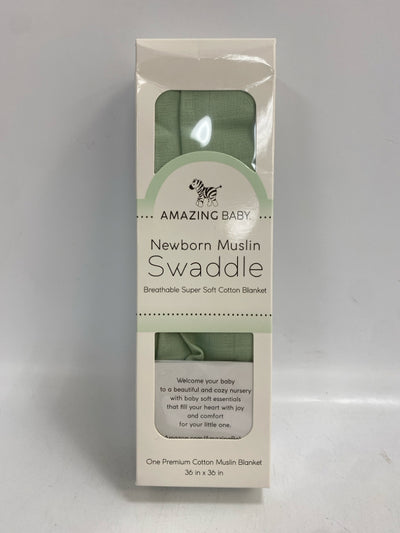 AMAZING BABY
Newborn Muslin
Swaddle
Breathable Super Soft Cotton Blanket
Welcome your baby
to a beautiful and cozy nursery
with baby soft essentials
that fill your heart with joy
and comfort
for your little one.
One Premium Cotton Muslin Blanket
36 in x 36 in